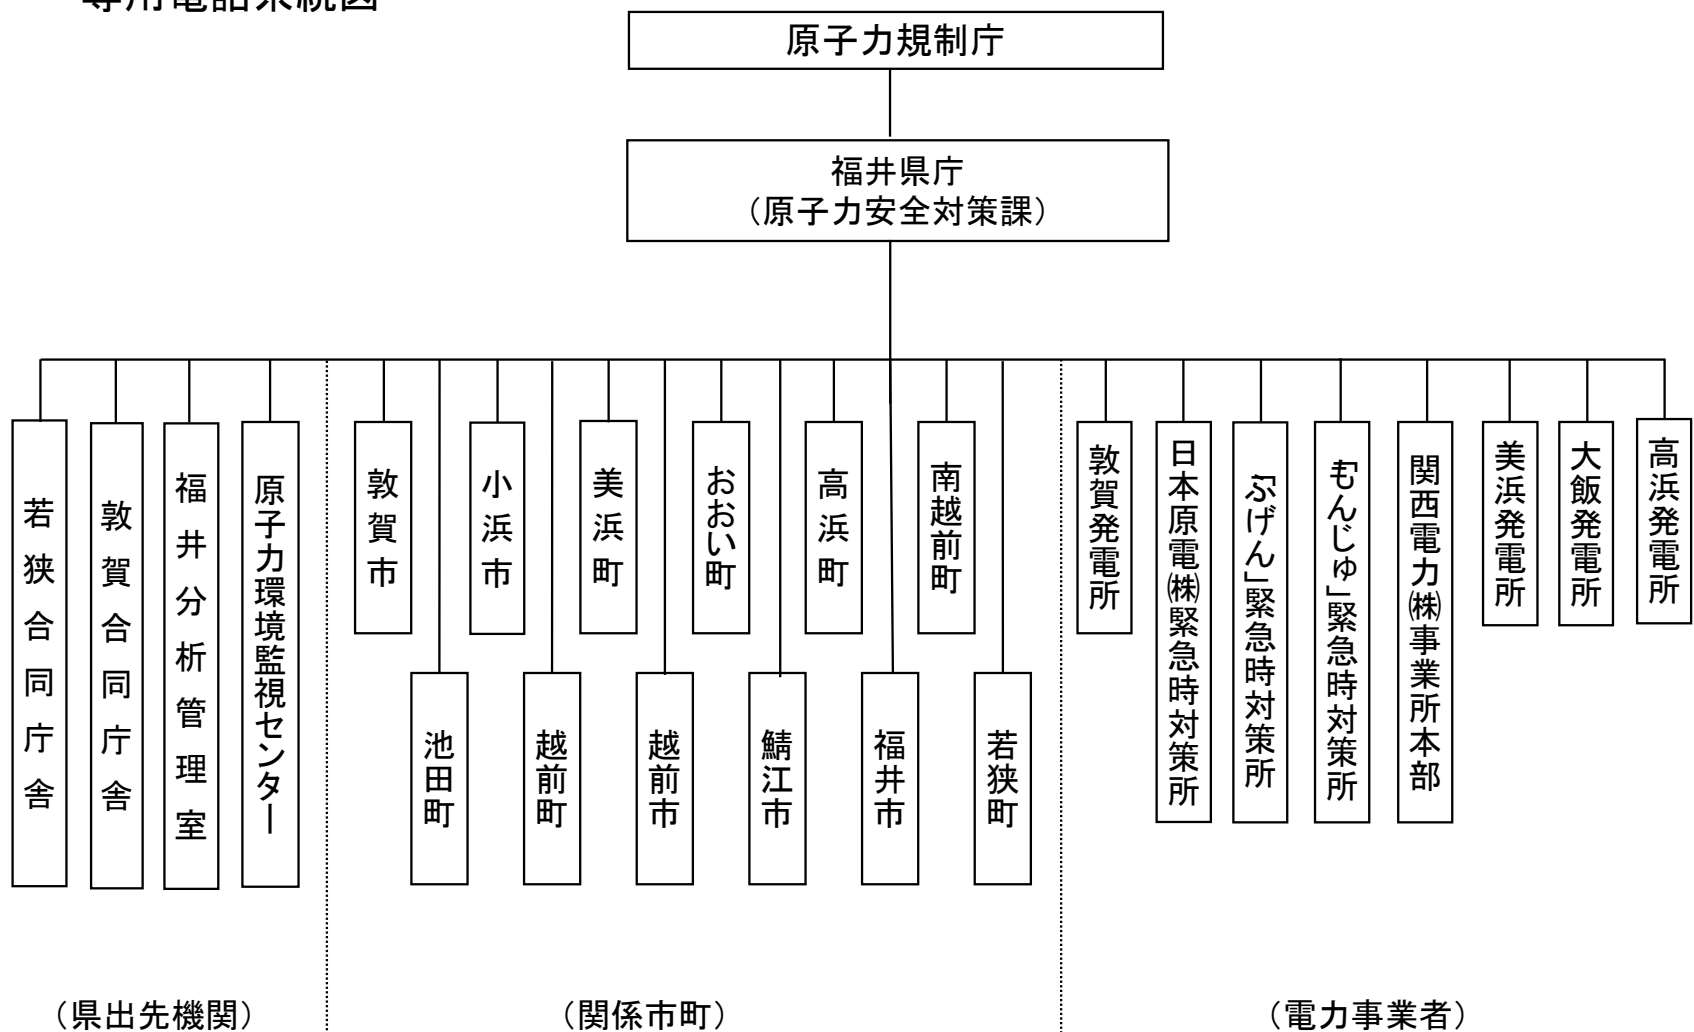 専用電話系統図
原子力規制庁
福井県庁
（原子力安全対策課）
若狭合同庁舎
敦賀合同庁舎
福井分析管理室
原子力環境監視センター
敦賀市
小浜市
美浜町
おおい町
高浜町
南越前町
池田町
越前町
越前市
鯖江市
福井市
若狭町
敦賀発電所
日本原電㈱緊急時対策所
「ふげん」緊急時対策所
「もんじゅ」緊急時対策所
関西電力㈱事業所本部
美浜発電所
大飯発電所
高浜発電所
（県出先機関）
（関係市町）
（電力事業者）